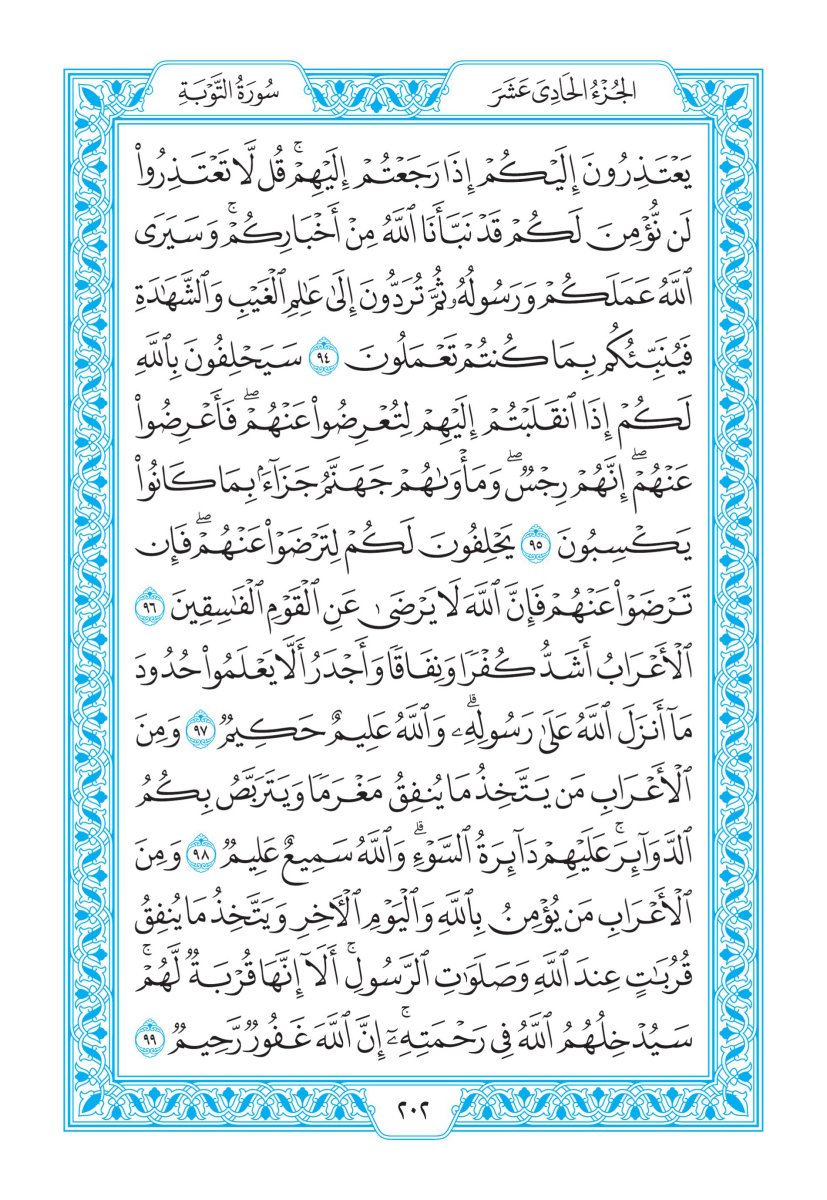 الجُزْءُ الحَادِىَ عَشَرَ
سُورَةُ التَّوْبَةِ
يَعْتَذِرُونَ إِلَيْكُمْ إِذَا رَجَعْتُمْ إِلَيْهِمْ ۚ قُل لَّا تَعْتَذِرُوا۟
لَن نُّؤْمِنَ لَكُمْ قَدْ نَبَّأَنَا ٱللَّهُ مِنْ أَخْبَارِكُمْ ۚ وَسَيَرَى
ٱللَّهُ عَمَلَكُمْ وَرَسُولُهُۥ ثُمَّ تُرَدُّونَ إِلَىٰ عَٰلِمِ ٱلْغَيْبِ وَٱلشَّهَٰدَةِ
فَيُنَبِّئُكُم بِمَا كُنتُمْ تَعْمَلُونَ ٩٤ سَيَحْلِفُونَ بِٱللَّهِ
لَكُمْ إِذَا ٱنقَلَبْتُمْ إِلَيْهِمْ لِتُعْرِضُوا۟ عَنْهُمْ ۖ فَأَعْرِضُوا۟
عَنْهُمْ ۖ إِنَّهُمْ رِجْسٌ ۖ وَمَأْوَىٰهُمْ جَهَنَّمُ جَزَآءًۢ بِمَا كَانُوا۟
يَكْسِبُونَ ٩٥ يَحْلِفُونَ لَكُمْ لِتَرْضَوْا۟ عَنْهُمْ ۖ فَإِن
تَرْضَوْا۟ عَنْهُمْ فَإِنَّ ٱللَّهَ لَا يَرْضَىٰ عَنِ ٱلْقَوْمِ ٱلْفَٰسِقِينَ ٩٦
ٱلْأَعْرَابُ أَشَدُّ كُفْرًا وَنِفَاقًا وَأَجْدَرُ أَلَّا يَعْلَمُوا۟ حُدُودَ
مَآ أَنزَلَ ٱللَّهُ عَلَىٰ رَسُولِهِۦ ۗ وَٱللَّهُ عَلِيمٌ حَكِيمٌ ٩٧ وَمِنَ
ٱلْأَعْرَابِ مَن يَتَّخِذُ مَا يُنفِقُ مَغْرَمًا وَيَتَرَبَّصُ بِكُمُ
ٱلدَّوَآئِرَ ۚ عَلَيْهِمْ دَآئِرَةُ ٱلسَّوْءِ ۗ وَٱللَّهُ سَمِيعٌ عَلِيمٌ ٩٨ وَمِنَ
ٱلْأَعْرَابِ مَن يُؤْمِنُ بِٱللَّهِ وَٱلْيَوْمِ ٱلْـَٔاخِرِ وَيَتَّخِذُ مَا يُنفِقُ
قُرُبَٰتٍ عِندَ ٱللَّهِ وَصَلَوَٰتِ ٱلرَّسُولِ ۚ أَلَآ إِنَّهَا قُرْبَةٌ لَّهُمْ ۚ
سَيُدْخِلُهُمُ ٱللَّهُ فِى رَحْمَتِهِۦٓ ۗ إِنَّ ٱللَّهَ غَفُورٌ رَّحِيمٌ ٩٩
٢٠٢